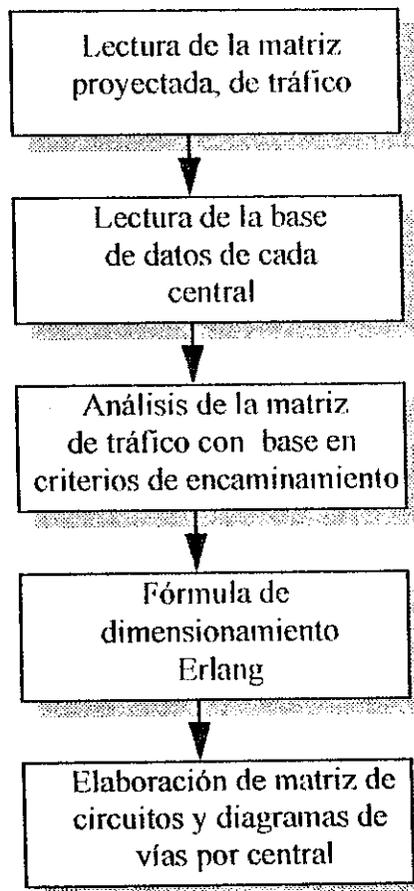 Lectura de la matriz
proyectada, de tráfico
Lectura de la base
de datos de cada
central
Análisis de la matriz
de tráfico con base en
criterios de encaminamiento
Fórmula de
dimensionamiento
Erlang
Elaboración de matriz de
circuitos y diagramas de
vías por central